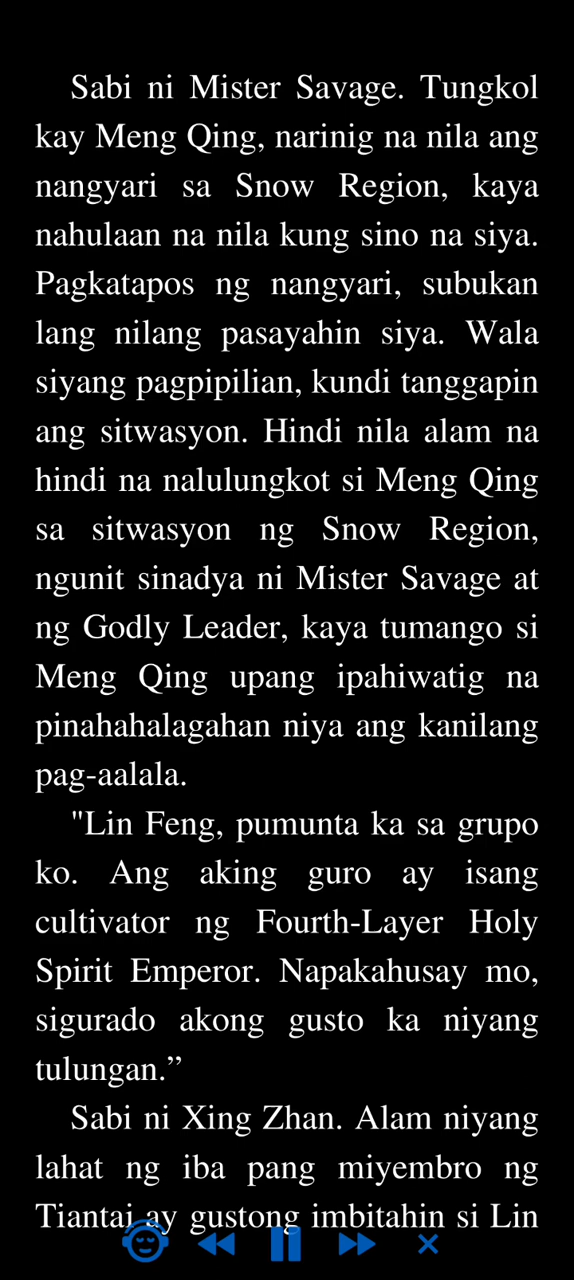 Sabi ni Mister Savage. Tungkol
kay Meng Qing, narinig na nila ang
nangyari sa Snow Region, kaya
nahulaan na nila kung sino na siya.
Pagkatapos ng nangyari, subukan
lang nilang pasayahin siya. Wala
siyang pagpipilian, kundi tanggapin
ang sitwasyon. Hindi nila alam na
hindi na nalulungkot si Meng Qing
sa sitwasyon ng Snow Region,
ngunit sinadya ni Mister Savage at
ng Godly Leader, kaya tumango si
Meng Qing upang ipahiwatig na
pinahahalagahan niya ang kanilang
pag-aalala.
"Lin Feng, pumunta ka sa grupo
ko. Ang aking guro ay isang
cultivator ng Fourth-Layer Holy
Spirit Emperor. Napakahusay mo,
sigurado akong gusto ka niyang
tulungan.”
Sabi ni Xing Zhan. Alam niyang
lahat ng iba pang miyembro ng
Tiantai ay gustong imbitahin si Lin